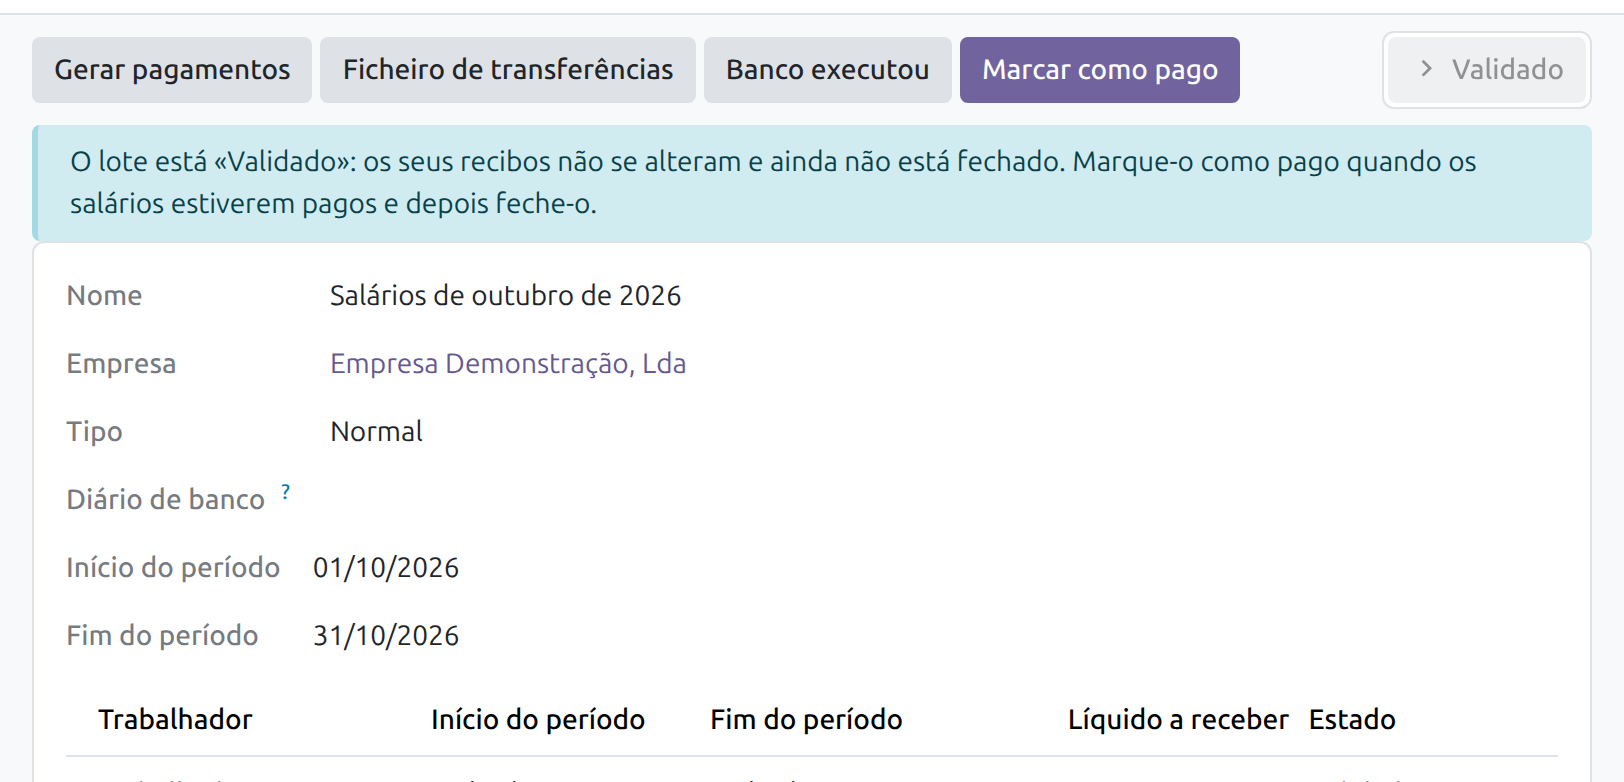 Gerar pagamentos Ficheiro de transferências Banco executou Marcar como pago > Validado
O lote está «Validado»: os seus recibos não se alteram e ainda não está fechado. Marque-o como pago quando os
salários estiverem pagos e depois feche-o.
Nome Salários de outubro de 2026
Empresa Empresa Demonstração, Lda
Tipo Normal
Diário de banco ?
Início do período 01/10/2026
Fim do período 31/10/2026
Trabalhador Início do período Fim do período Líquido a receber Estado